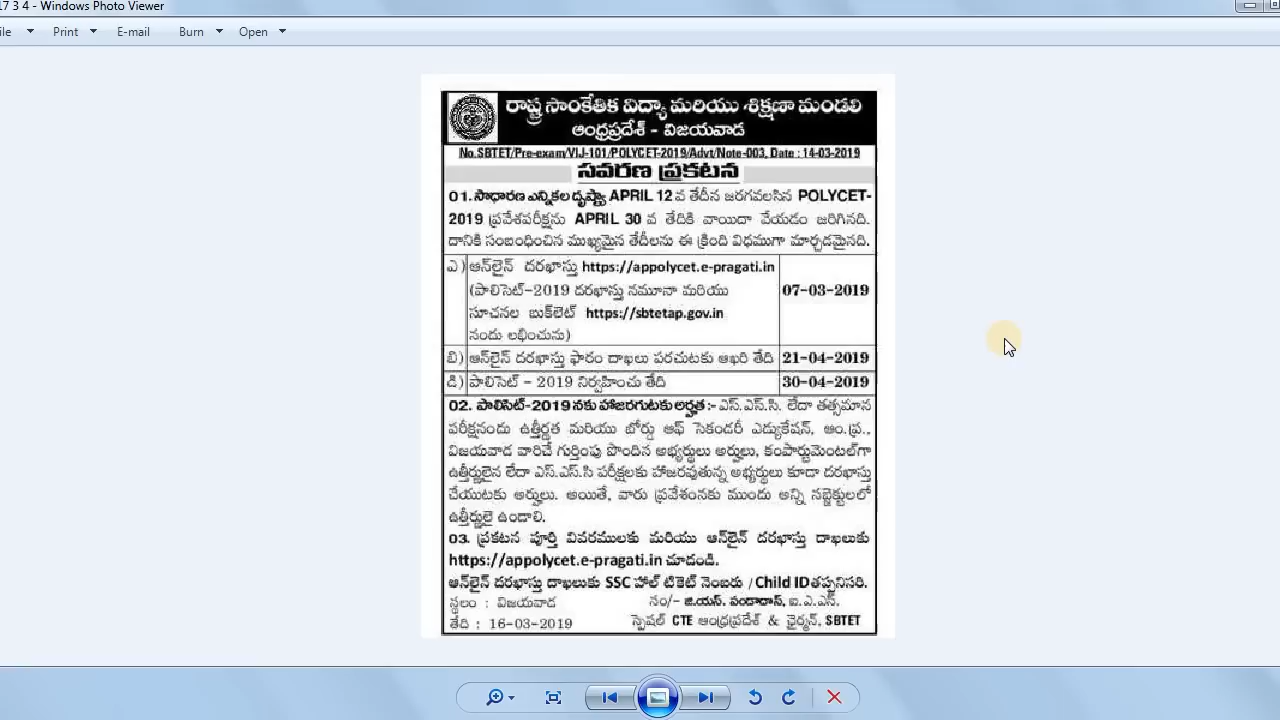 17 3 4 - Windows Photo Viewer
ile Print E-mail Burn Open
రాష్ట్ర సాంకేతిక విద్యా మరియు శిక్షణా మండలి
ఆంధ్రప్రదేశ్ - విజయవాడ
No.SBTET/Pre-exam/VIJ-101/POLYCET-2019/Advt/Note-003, Date : 14-03-2019
సవరణ ప్రకటన
01. సాధారణ ఎన్నికల దృష్ట్యా APRIL 12 వ తేదీన జరగవలసిన POLYCET-
2019 ప్రవేశపరీక్షను APRIL 30 వ తేదికి వాయిదా వేయడం జరిగినది.
దానికి సంబంధించిన ముఖ్యమైన తేదీలను ఈ క్రింది విధముగా మార్చడమైనది.
ఎ) ఆన్‌లైన్ దరఖాస్తు https://appolycet.e-pragati.in
(పాలిసెట్-2019 దరఖాస్తు నమూనా మరియు 07-03-2019
సూచనల బుక్‌లెట్ https://sbtetap.gov.in
నందు లభించును)
బి) ఆన్‌లైన్ దరఖాస్తు ఫారం దాఖలు పరచుటకు ఆఖరి తేది 21-04-2019
డి) పాలిసెట్ - 2019 నిర్వహించు తేది 30-04-2019
02. పాలిసెట్-2019 నకు హాజరగుటకు అర్హత :- ఎస్.ఎస్.సి. లేదా తత్సమాన
పరీక్షనందు ఉత్తీర్ణత మరియు బోర్డు ఆఫ్ సెకండరీ ఎడ్యుకేషన్, ఆం.ప్ర.,
విజయవాడ వారిచే గుర్తింపు పొందిన అభ్యర్థులు అర్హులు, కంపార్టుమెంటల్‌గా
ఉత్తీర్ణులైన లేదా ఎస్.ఎస్.సి పరీక్షలకు హాజరవుతున్న అభ్యర్థులు కూడా దరఖాస్తు
చేయుటకు అర్హులు. అయితే, వారు ప్రవేశంనకు ముందు అన్ని సబ్జెక్టులలో
ఉత్తీర్ణులై ఉండాలి.
03. ప్రకటన పూర్తి వివరములకు మరియు ఆన్‌లైన్ దరఖాస్తు దాఖలుకు
https://appolycet.e-pragati.in చూడండి.
ఆన్‌లైన్ దరఖాస్తు దాఖలుకు SSC హాల్ టికెట్ నెంబరు / Child ID తప్పనిసరి.
స్థలం : విజయవాడ సం/- జి.యస్. పండాదాస్, ఐ.ఎ.ఎస్.
తేది : 16-03-2019 స్పెషల్ CTE ఆంధ్రప్రదేశ్ & ఛైర్మన్, SBTET